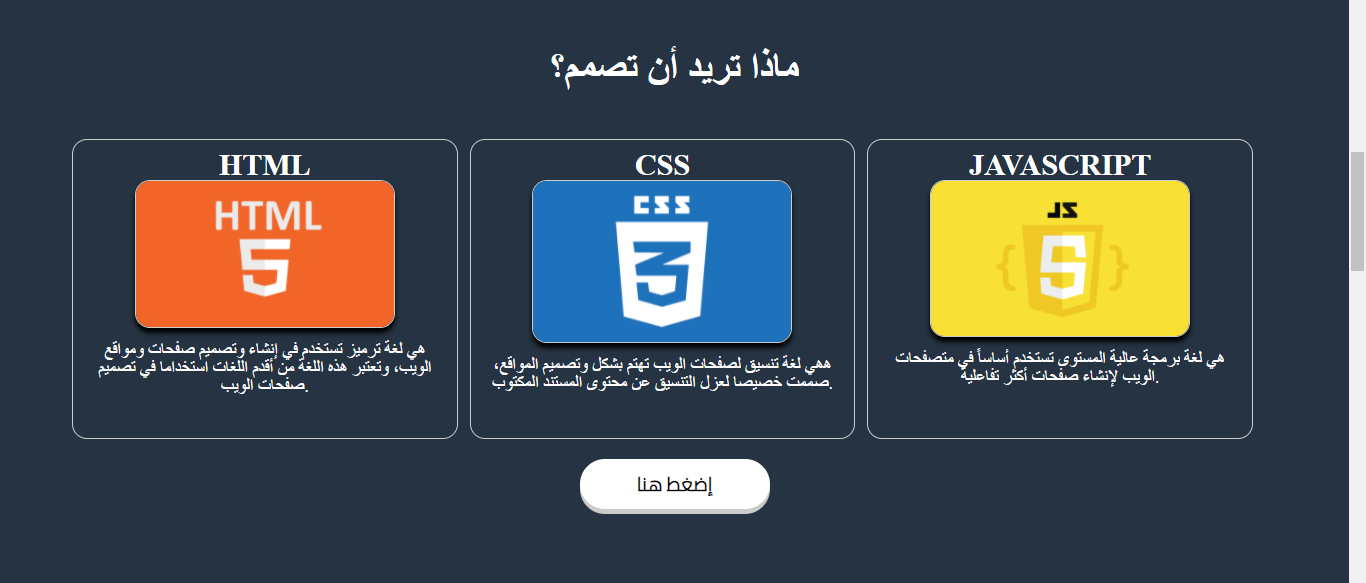 ماذا تريد أن تصمم؟
HTML
HTML
5
هي لغة ترميز تستخدم في إنشاء وتصميم صفحات ومواقع
الويب، وتعتبر هذه اللغة من أقدم اللغات استخداما في تصميم
صفحات الويب.
CSS
CSS
3
ههي لغة تنسيق لصفحات الويب تهتم بشكل وتصميم المواقع،
صممت خصيصا لعزل التنسيق عن محتوى المستند المكتوب.
JAVASCRIPT
JS
{5}
هي لغة برمجة عالية المستوى تستخدم أساساً في متصفحات
الويب لإنشاء صفحات أكثر تفاعلية.
إضغط هنا